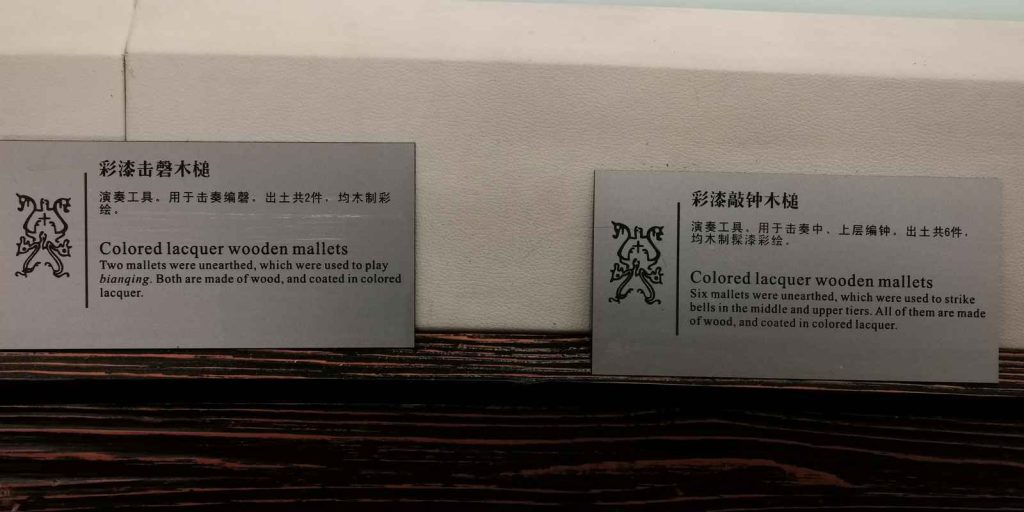 彩漆击磬木槌
演奏工具。用于击奏编磬。出土共2件，均木制彩
绘。
Colored lacquer wooden mallets
Two mallets were unearthed, which were used to play
bianqing. Both are made of wood, and coated in colored
lacquer.
彩漆敲钟木槌
演奏工具、用于击奏中、上层编钟。出土共6件，
均木制髹漆彩绘。
Colored lacquer wooden mallets
Six mallets were unearthed, which were used to strike
bells in the middle and upper tiers. All of them are made
of wood, and coated in colored lacquer.